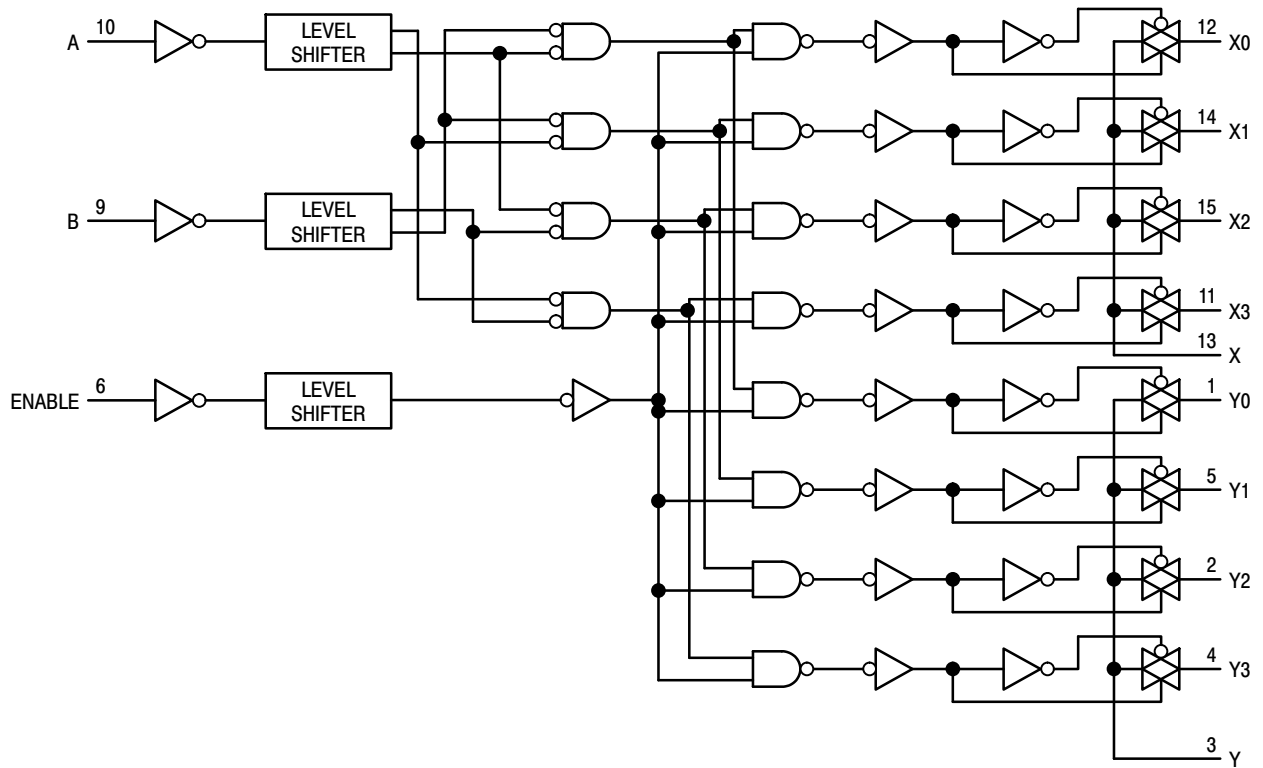 A 10
LEVEL
SHIFTER
12 X0
14 X1
B 9
LEVEL
SHIFTER
15 X2
11 X3
13 X
ENABLE 6
LEVEL
SHIFTER
1 Y0
5 Y1
2 Y2
4 Y3
3 Y